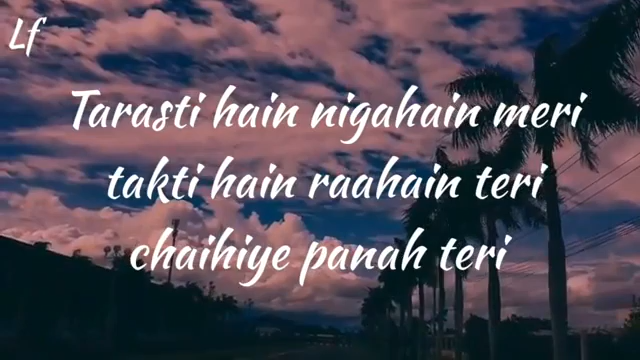 Lf
Tarasti hain nigahain meri
takti hain raahain teri
chaihiye panah teri